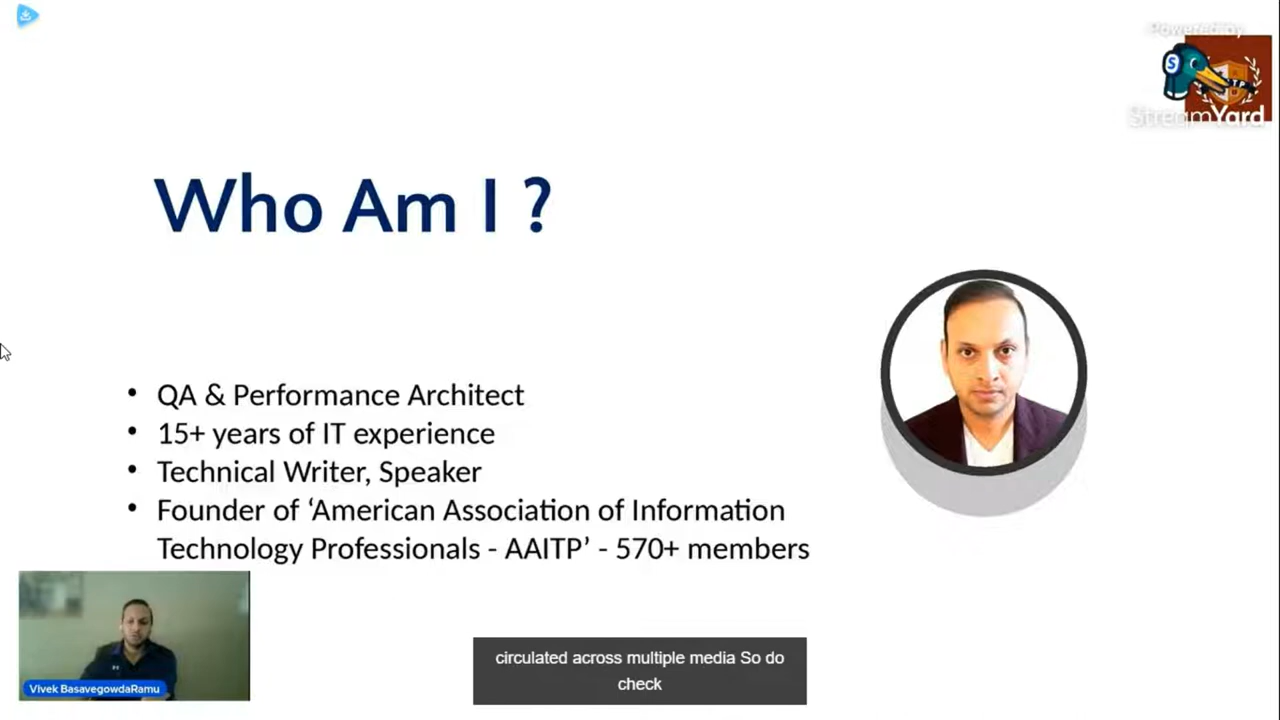 Powered by
StreamYard
Who Am I ?
• QA & Performance Architect
• 15+ years of IT experience
• Technical Writer, Speaker
• Founder of ‘American Association of Information
Technology Professionals - AAITP’ - 570+ members
Vivek BasavegowdaRamu
circulated across multiple media So do
check